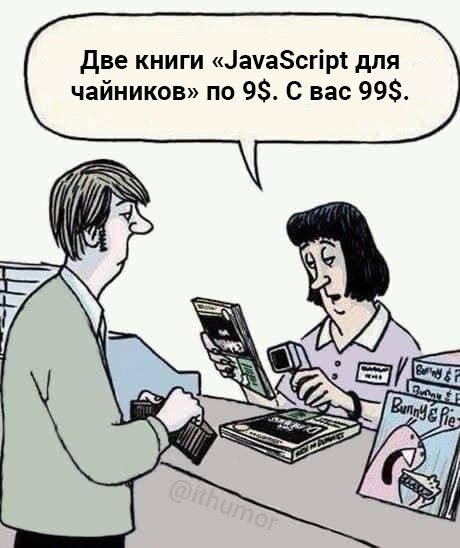 Две книги «JavaScript для
чайников» по 9$. С вас 99$.
Bunny & Pie
@ithumor